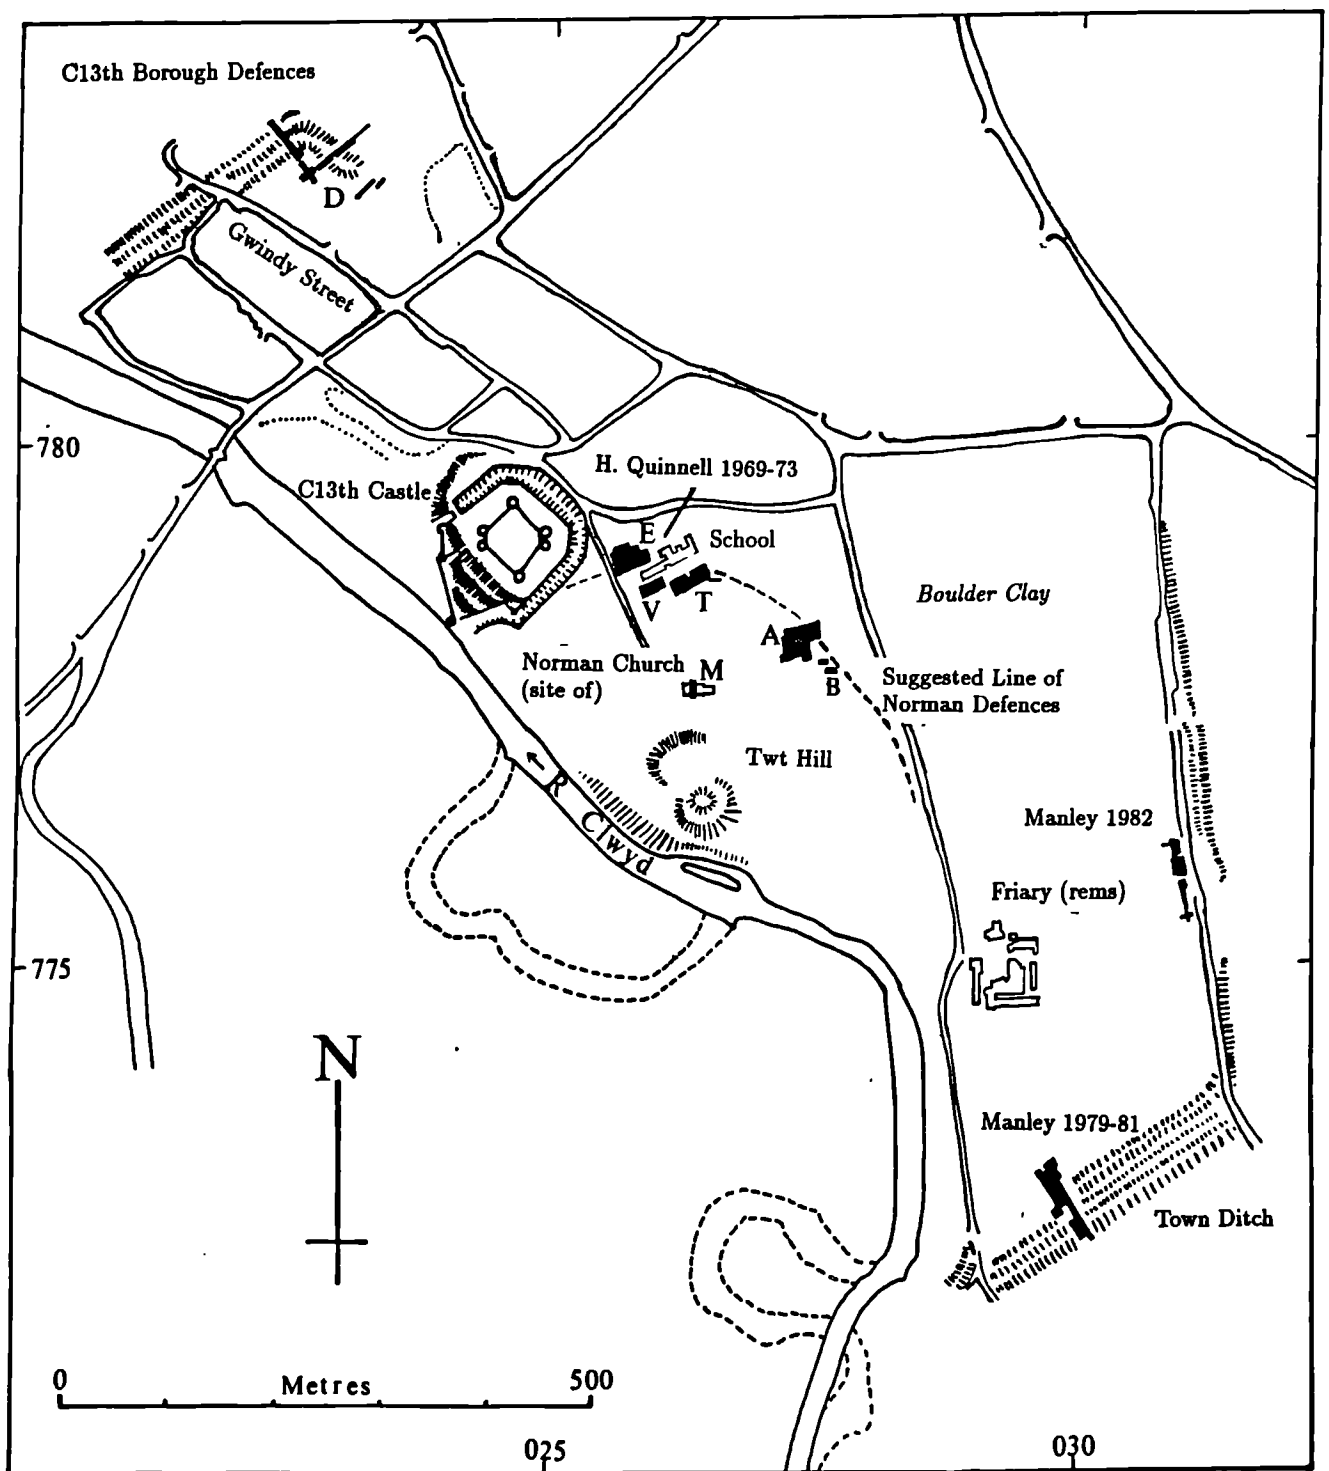 C13th Borough Defences
D
Gwindy Street
780
C13th Castle
H. Quinnell 1969-73
E
School
V
T
Boulder Clay
A
B
Norman Church
(site of)
M
Suggested Line of
Norman Defences
Twt Hill
R Clwyd
Manley 1982
Friary (rems)
775
N
Manley 1979-81
Town Ditch
0
Metres
500
025
030